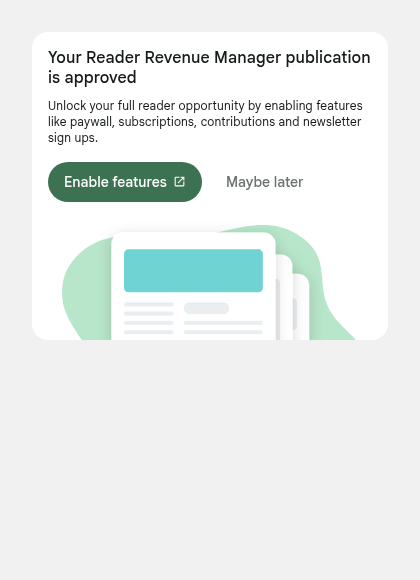 Your Reader Revenue Manager publication
is approved
Unlock your full reader opportunity by enabling features
like paywall, subscriptions, contributions and newsletter
sign ups.
Enable features
Maybe later